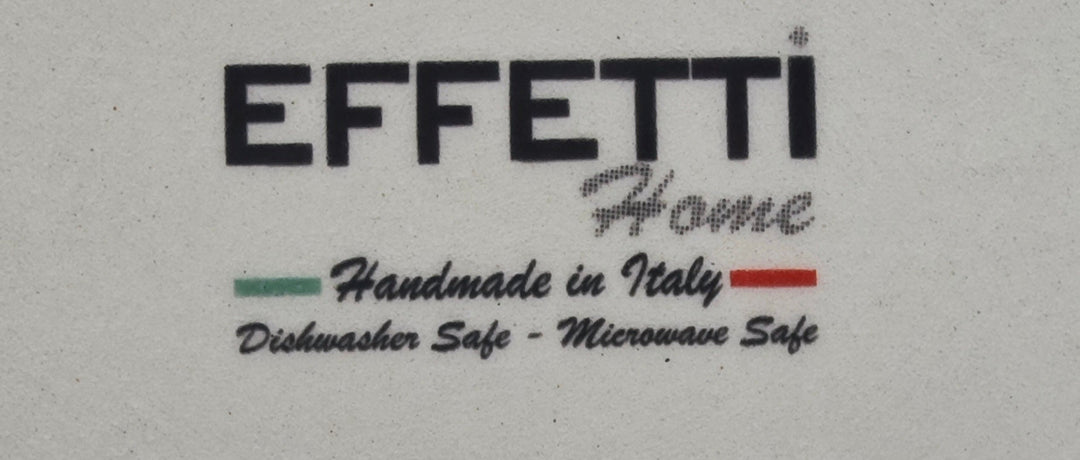 EFFETTi
Home
Handmade in Italy
Dishwasher Safe - Microwave Safe